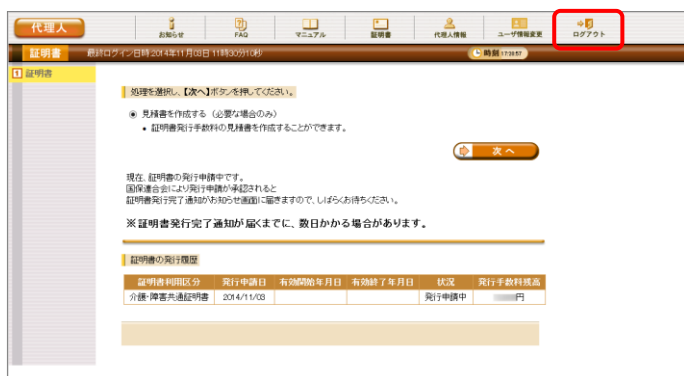 代理人
お知らせ
FAQ
マニュアル
証明書
代理人情報
ユーザ情報変更
ログアウト
証明書
最終ログイン日時:2014年11月03日 11時30分10秒
時刻 17:30:57
1 証明書
処理を選択し、【次へ】ボタンを押してください。
見積書を作成する（必要な場合のみ）
• 証明書発行手数料の見積書を作成することができます。
次へ
現在、証明書の発行申請中です。
国保連合会により発行申請が承認されると
証明書発行完了通知がお知らせ画面に届きますので、しばらくお待ちください。
※証明書発行完了通知が届くまでに、数日かかる場合があります。
証明書の発行履歴
証明書利用区分 発行申請日 有効開始年月日 有効終了年月日 状況 発行手数料残高
介護・障害共通証明書 2014/11/03 発行申請中 円